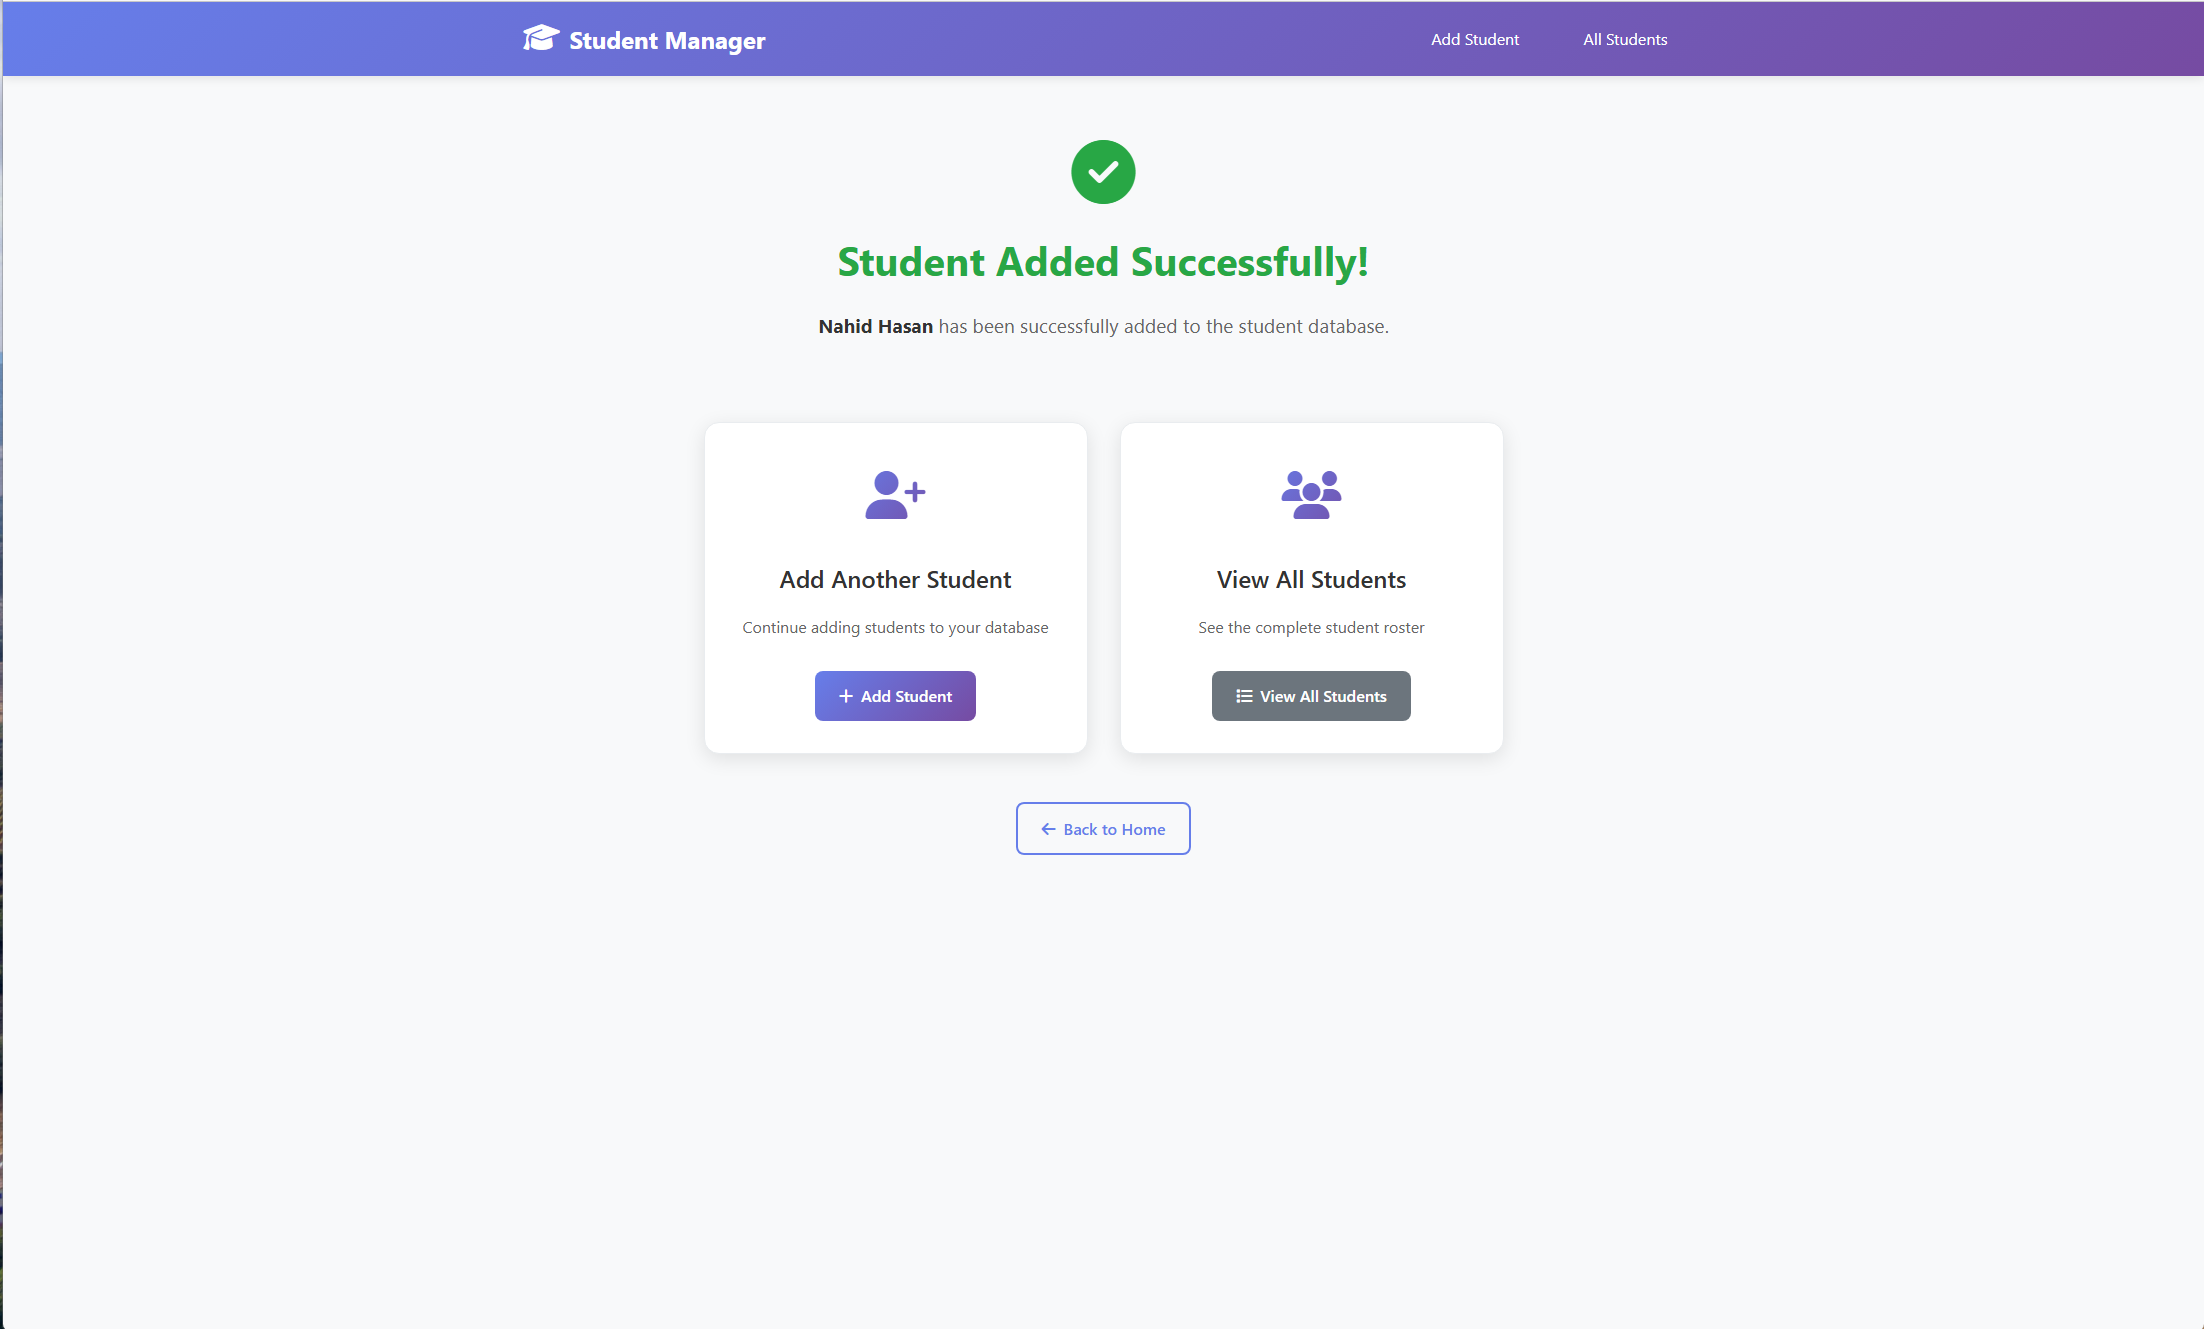 Student Manager
Add Student
All Students
Student Added Successfully!
Nahid Hasan has been successfully added to the student database.
Add Another Student
Continue adding students to your database
Add Student
View All Students
See the complete student roster
View All Students
Back to Home